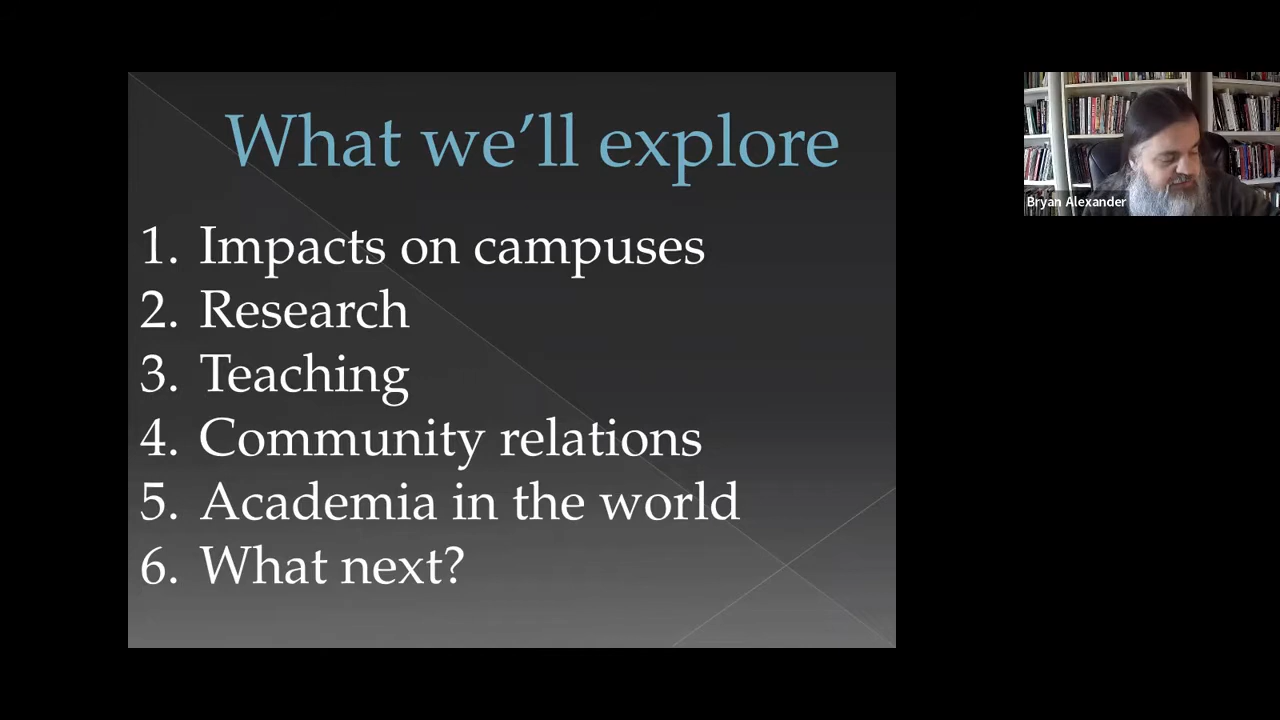 What we’ll explore
1. Impacts on campuses
2. Research
3. Teaching
4. Community relations
5. Academia in the world
6. What next?
Bryan Alexander